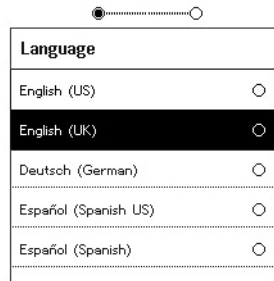 Language
English (US)
English (UK)
Deutsch (German)
Español (Spanish US)
Español (Spanish)